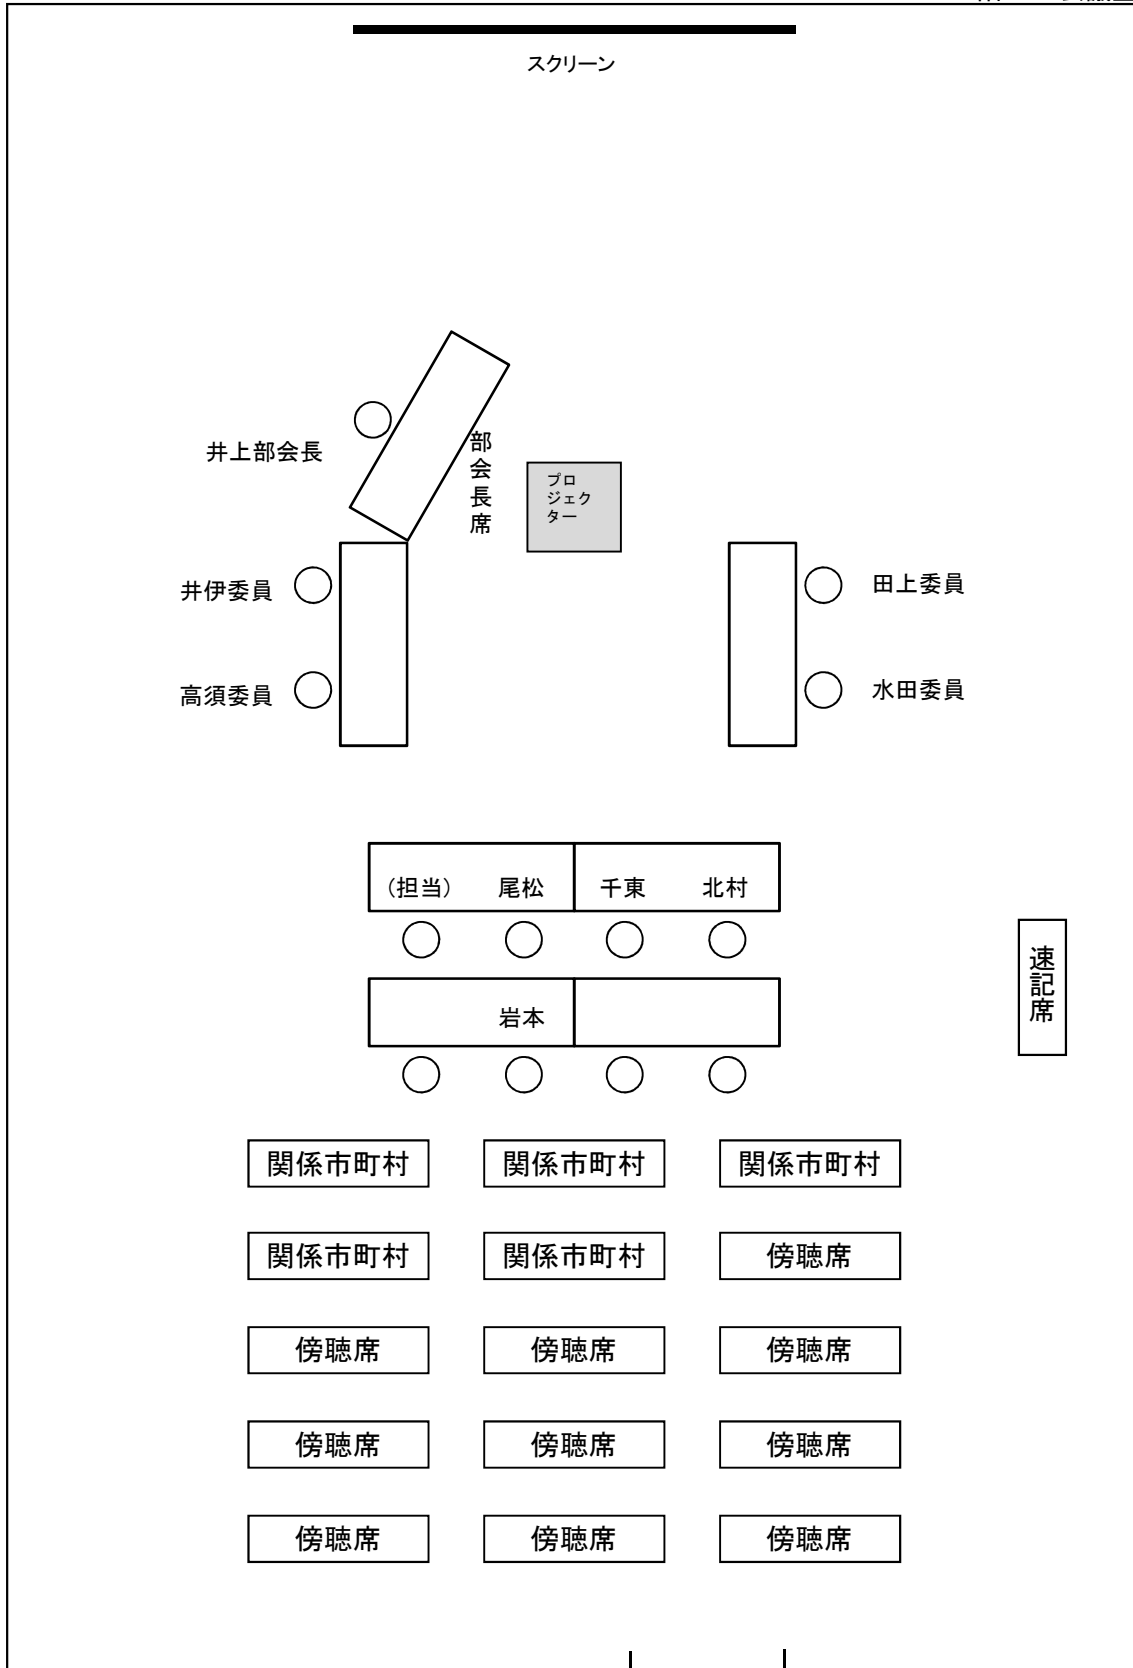 スクリーン
井上部会長
部会長席
プロ
ジェク
ター
井伊委員
田上委員
高須委員
水田委員
（担当） 尾松 千東 北村
速記席
岩本
関係市町村 関係市町村 関係市町村
関係市町村 関係市町村 傍聴席
傍聴席 傍聴席 傍聴席
傍聴席 傍聴席 傍聴席
傍聴席 傍聴席 傍聴席